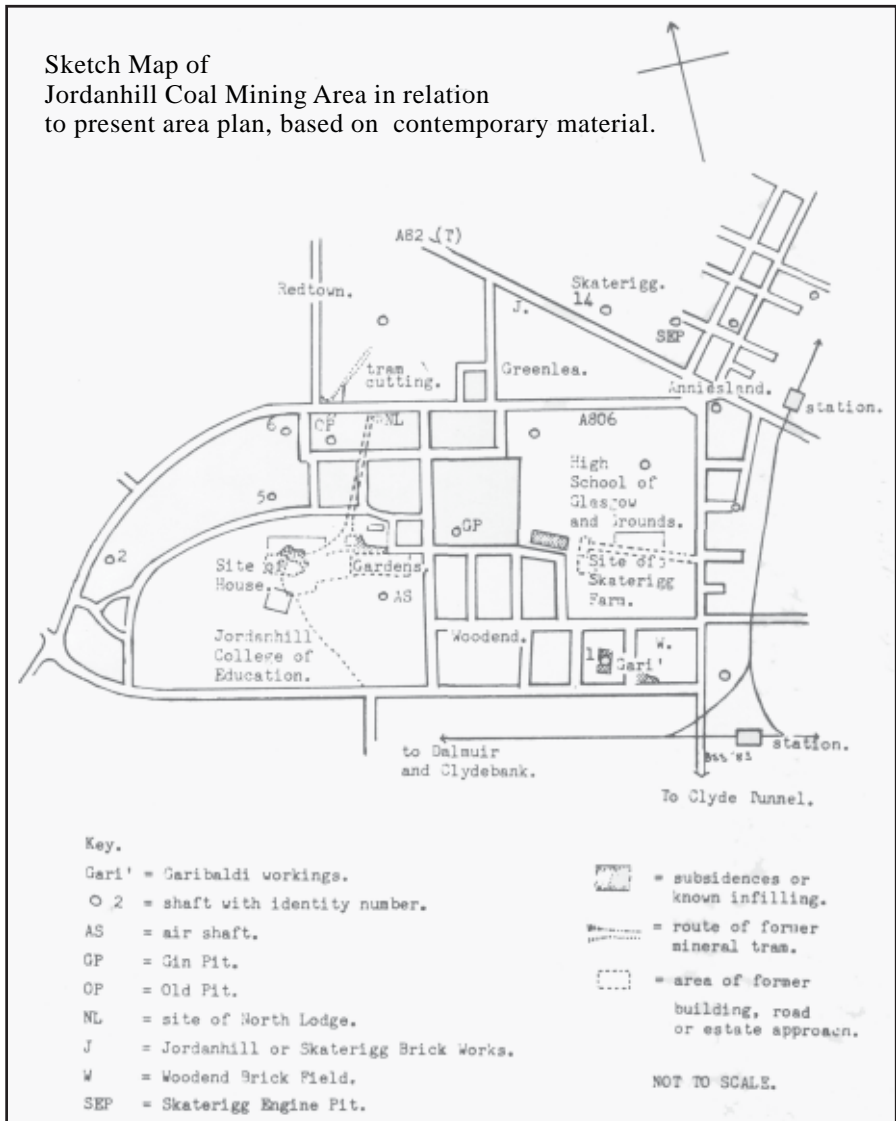 Sketch Map of
Jordanhill Coal Mining Area in relation
to present area plan, based on contemporary material.
A82 (T)
Redtown.
Skaterigg.
14
J.
SEP
tram
cutting.
Greenlea.
Anniesland.
station.
6
OP
NL
A806
High
School of
Glasgow
and Grounds.
5
GP
2
Site of
House.
Gardens.
Site of
Skaterigg
Farm.
AS
Jordanhill
College of
Education.
Woodend.
W.
1
Gari'
to Dalmuir
and Clydebank.
station.
To Clyde Tunnel.
Key.
Gari' = Garibaldi workings.
2 = shaft with identity number.
AS = air shaft.
GP = Gin Pit.
OP = Old Pit.
NL = site of North Lodge.
J = Jordanhill or Skaterigg Brick Works.
W = Woodend Brick Field.
SEP = Skaterigg Engine Pit.
= subsidences or
known infilling.
= route of former
mineral tram.
= area of former
building, road
or estate approach.
NOT TO SCALE.